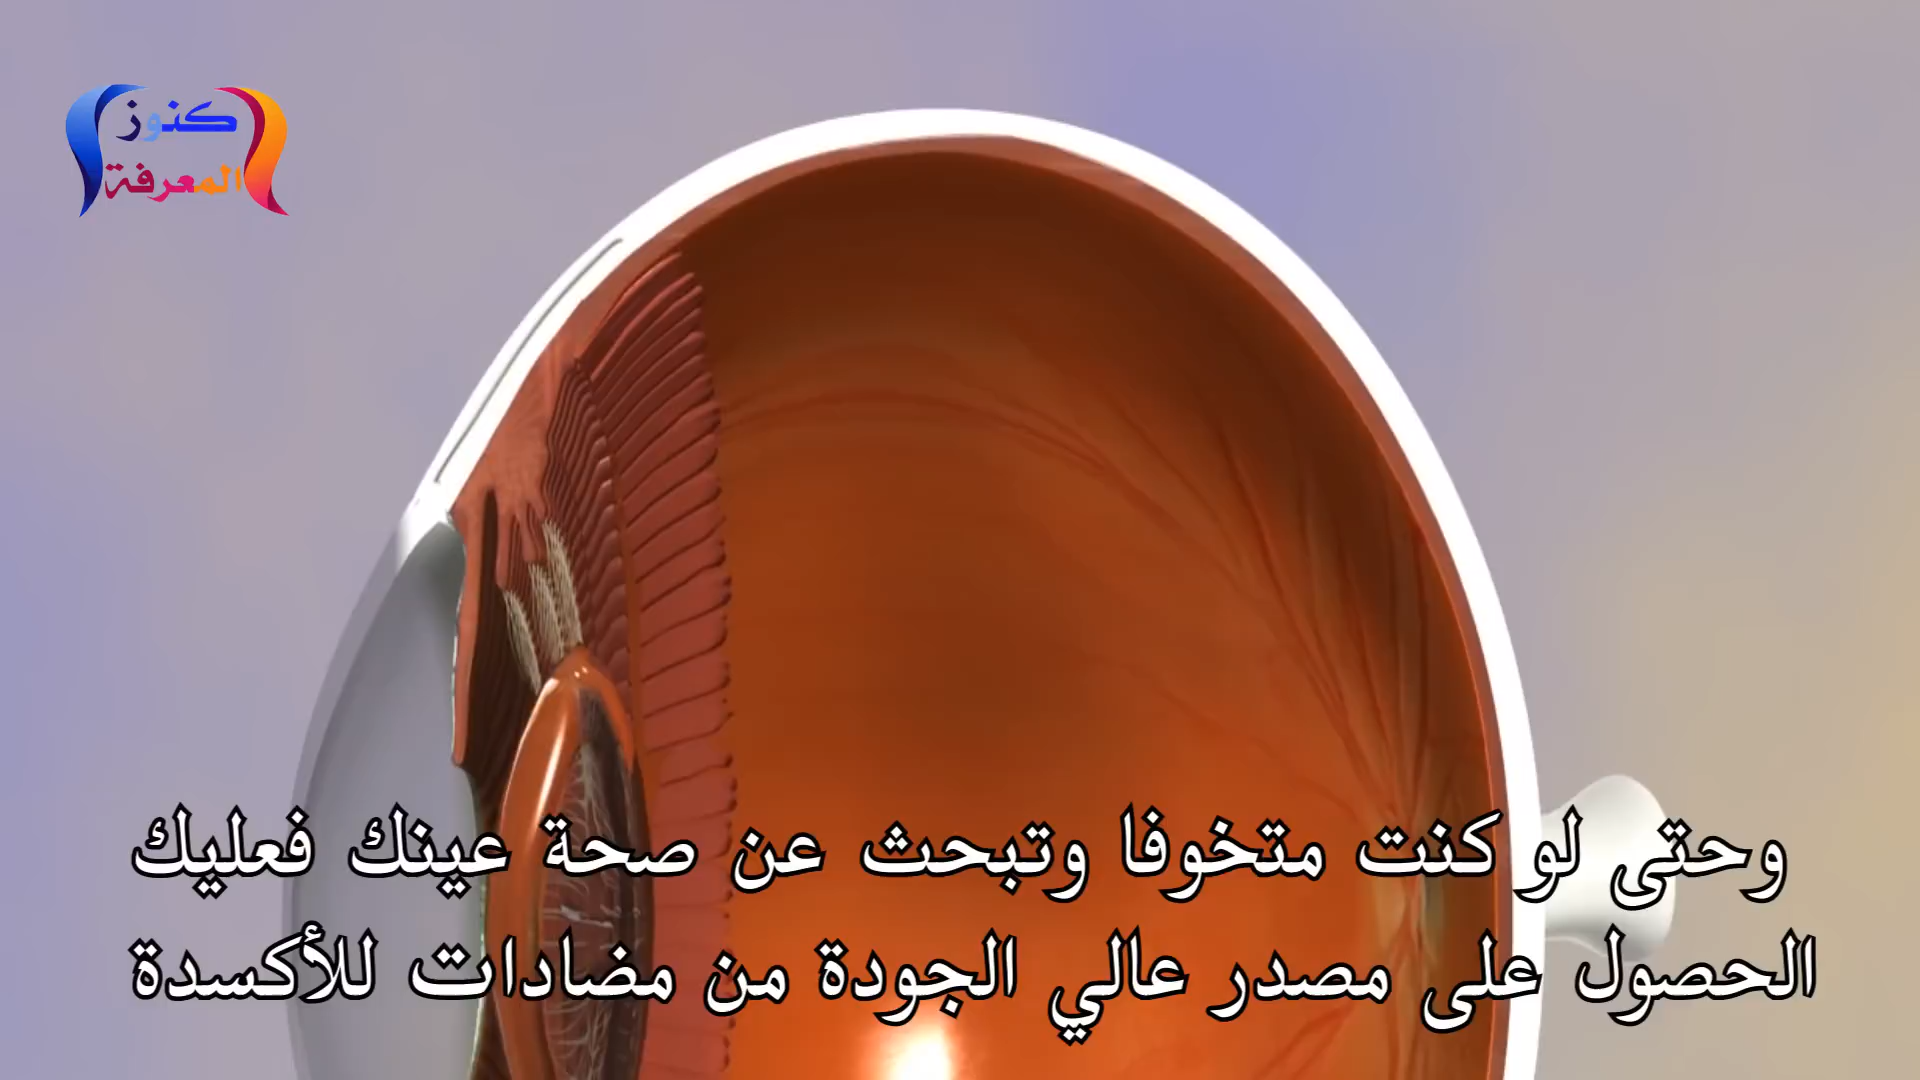 كنوز
المعرفة
وحتى لو كنت متخوفا وتبحث عن صحة عينك فعليك
الحصول على مصدر عالي الجودة من مضادات للأكسدة